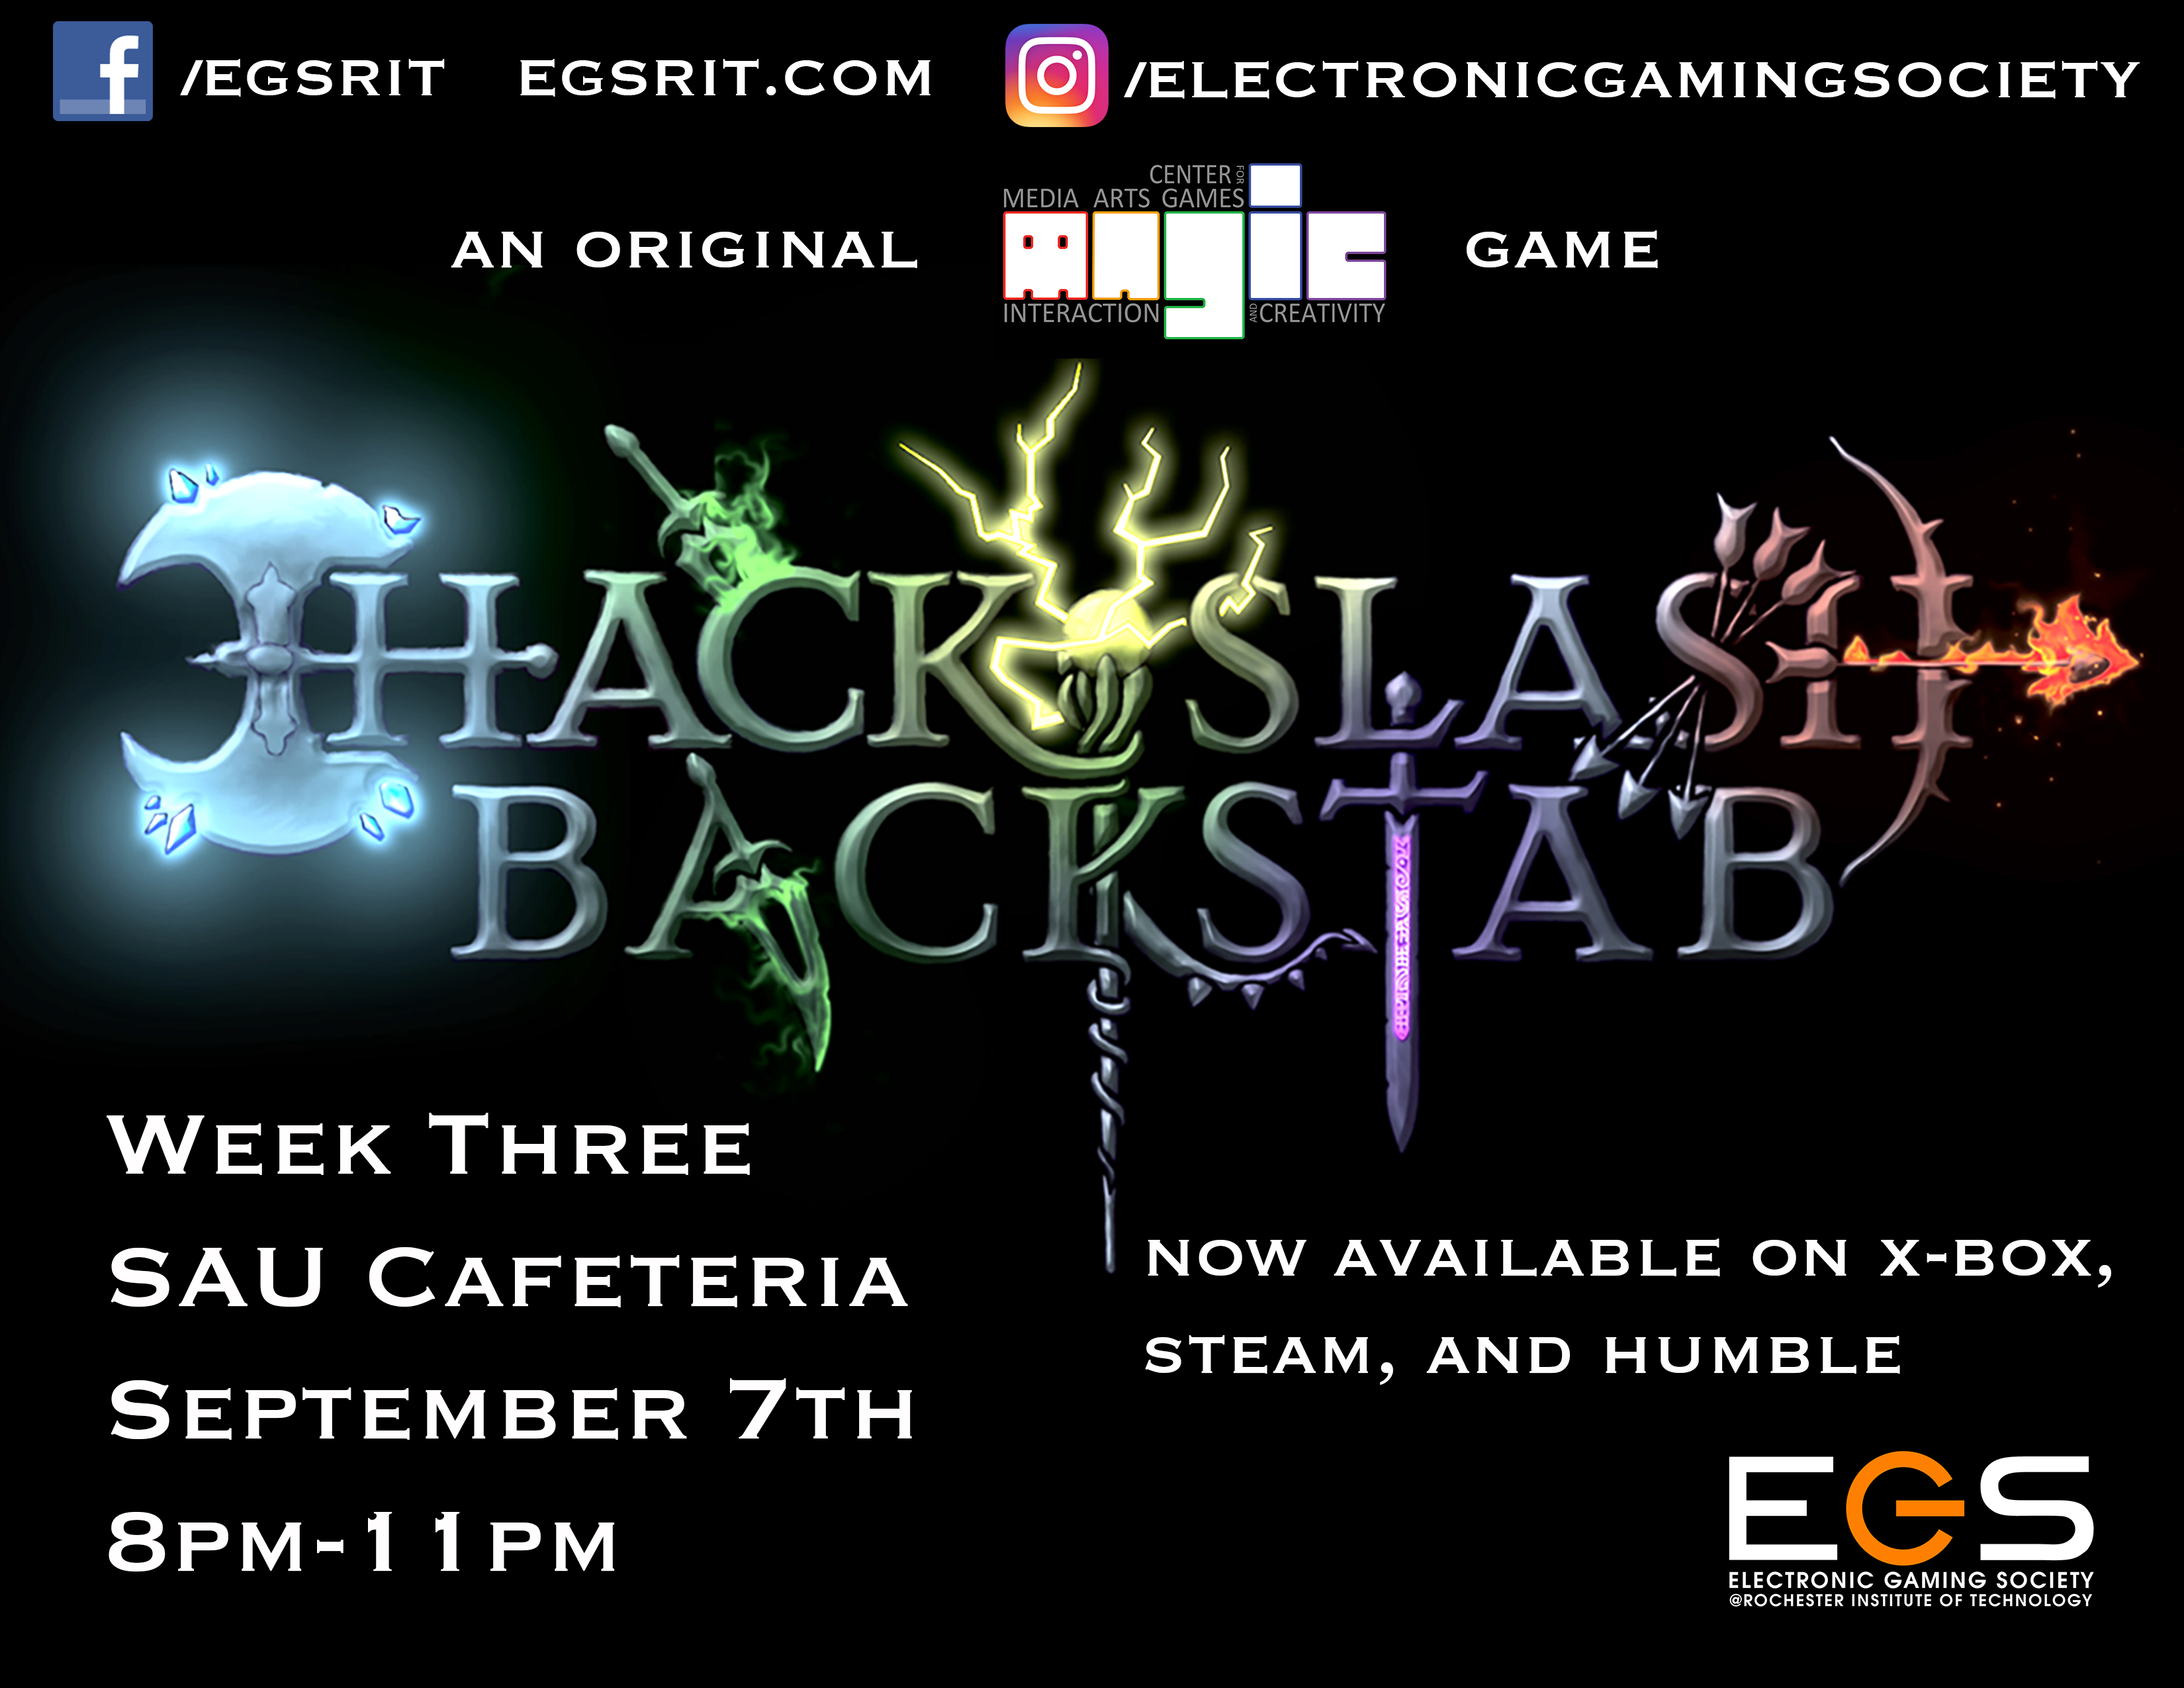 f /EGSRIT EGSRIT.COM /ELECTRONICGAMINGSOCIETY
CENTER FOR
MEDIA ARTS GAMES
AN ORIGINAL magic GAME
INTERACTION AND CREATIVITY
HACK SLASH
BACKSTAB
WEEK THREE
SAU CAFETERIA
SEPTEMBER 7TH
8PM-11PM
NOW AVAILABLE ON X-BOX,
STEAM, AND HUMBLE
EGS
ELECTRONIC GAMING SOCIETY
@ROCHESTER INSTITUTE OF TECHNOLOGY